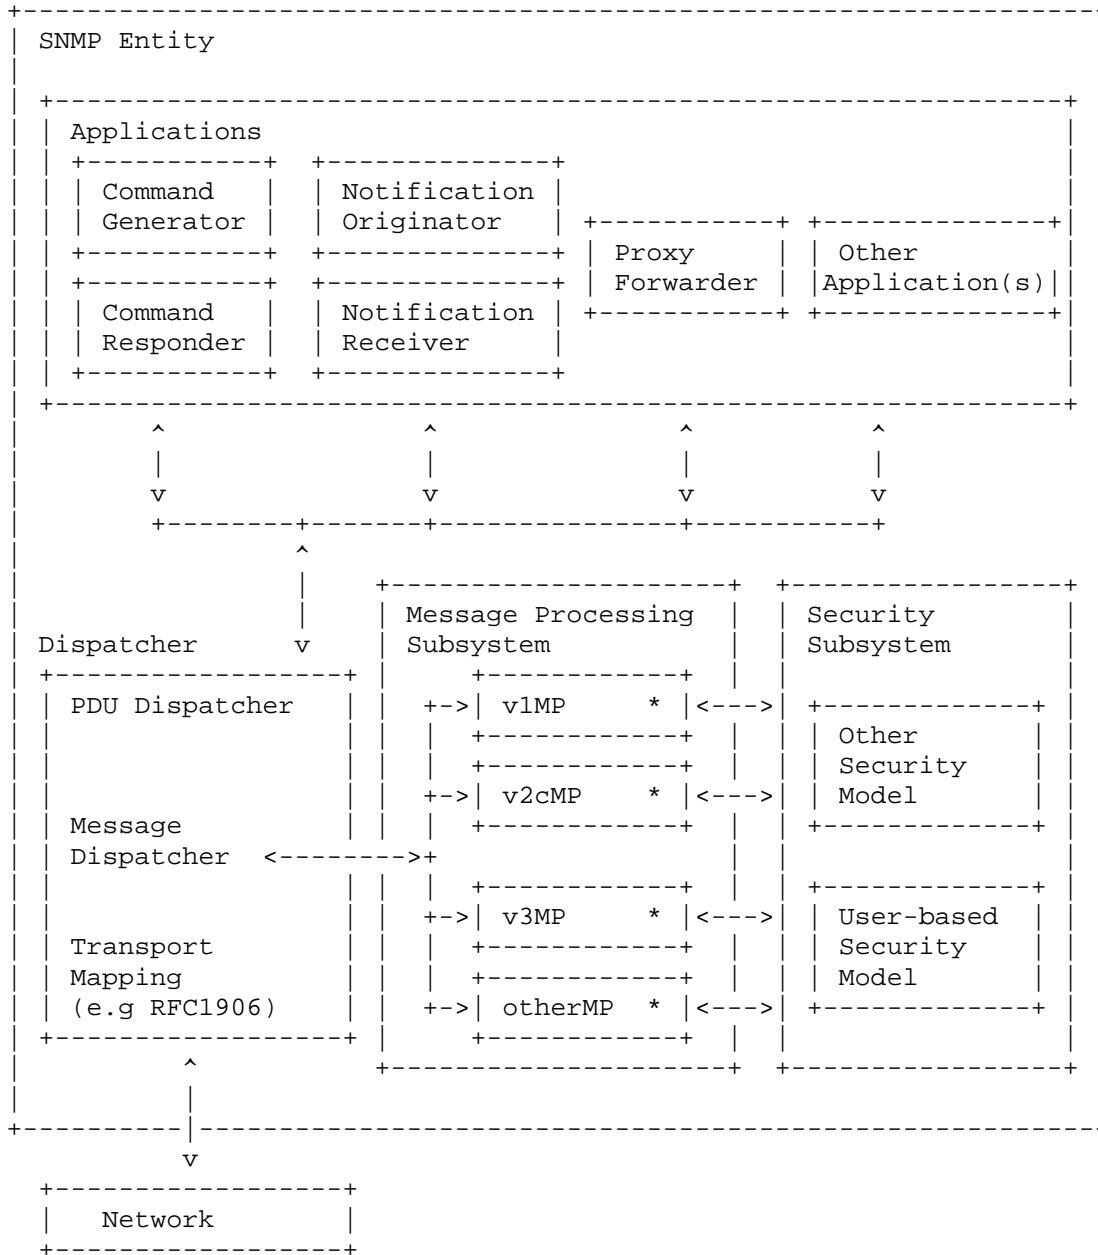 SNMP Entity
Applications
Command Generator
Notification Originator
Proxy Forwarder
Other Application(s)
Command Responder
Notification Receiver
Dispatcher
PDU Dispatcher
Message Dispatcher
Transport Mapping (e.g RFC1906)
Message Processing Subsystem
v1MP *
v2cMP *
v3MP *
otherMP *
Security Subsystem
Other Security Model
User-based Security Model
Network